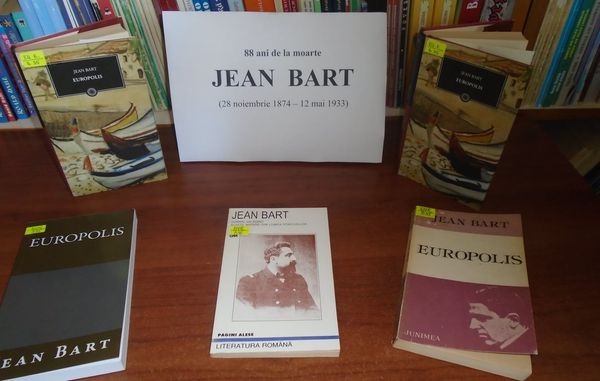 88 ani de la moarte
JEAN BART
(28 noiembrie 1874 – 12 mai 1933)
JEAN BART
EUROPOLIS
JEAN BART
EUROPOLIS
EUROPOLIS
JEAN BART
JEAN BART
PAGINI ALESE
LITERATURA ROMÂNĂ
JEAN BART
EUROPOLIS
JUNIMEA